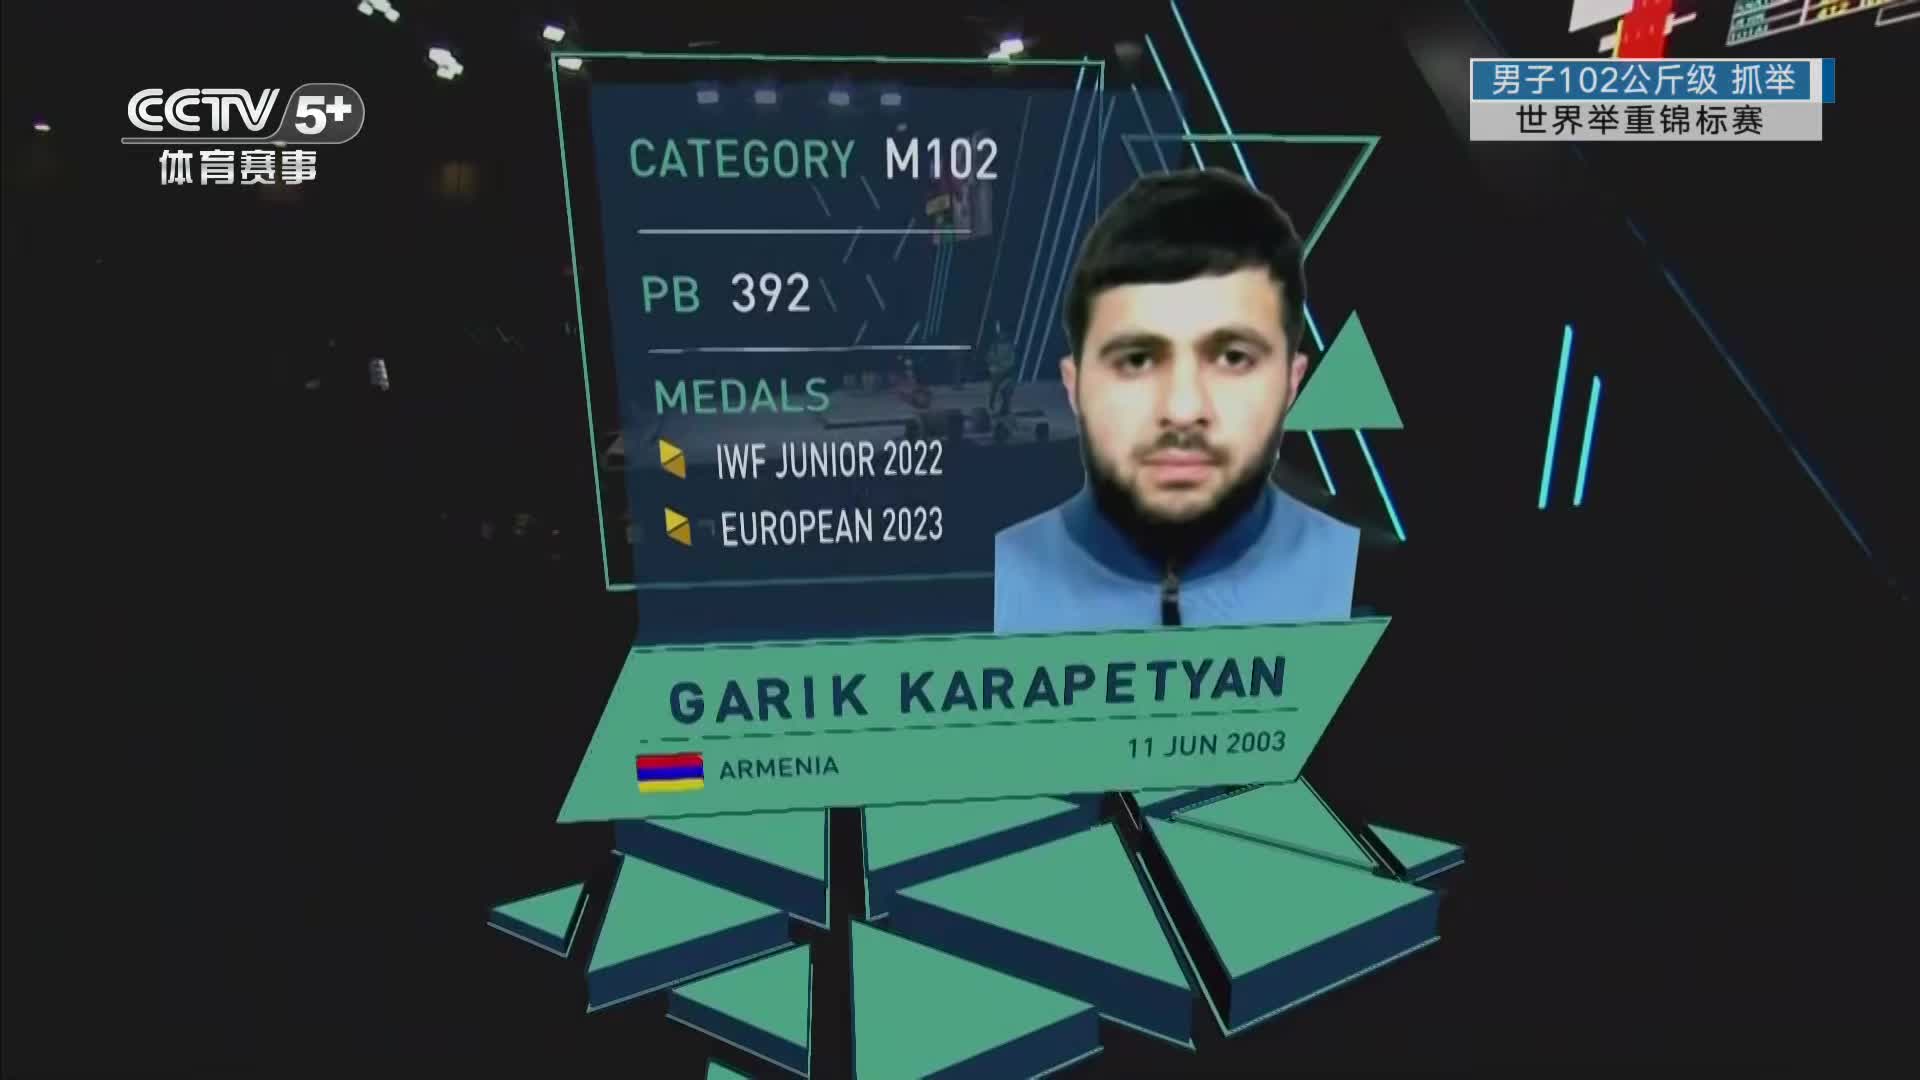 CCTV 5+
体育赛事
男子102公斤级 抓举
世界举重锦标赛
CATEGORY M102
PB 392
MEDALS
IWF JUNIOR 2022
EUROPEAN 2023
GARIK KARAPETYAN
ARMENIA
11 JUN 2003